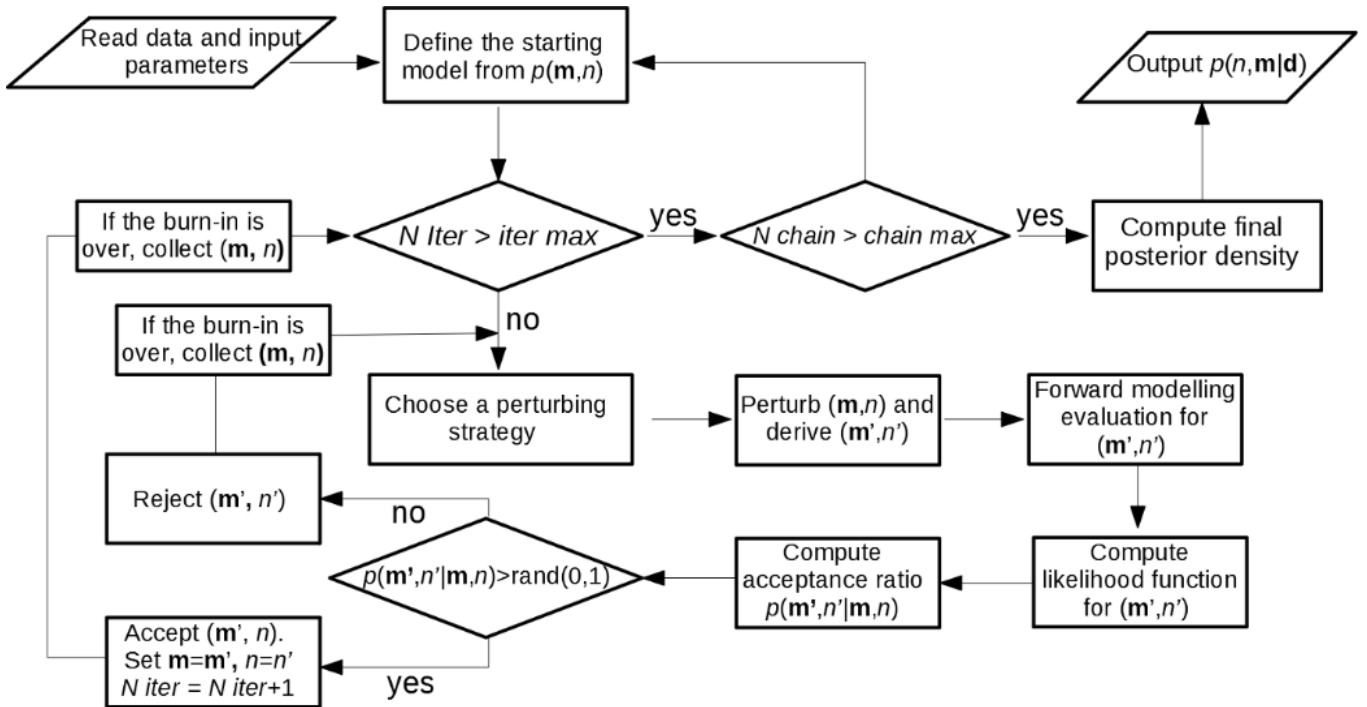 Read data and input
parameters
Define the starting
model from p(m,n)
Output p(n,m|d)
If the burn-in is
over, collect (m, n)
N Iter > iter max
yes
N chain > chain max
yes
Compute final
posterior density
no
If the burn-in is
over, collect (m, n)
Choose a perturbing
strategy
Perturb (m,n) and
derive (m',n')
Forward modelling
evaluation for
(m',n')
Reject (m', n')
no
p(m',n'|m,n)>rand(0,1)
Compute
acceptance ratio
p(m',n'|m,n)
Compute
likelihood function
for (m',n')
Accept (m', n).
Set m=m', n=n'
N iter = N iter+1
yes